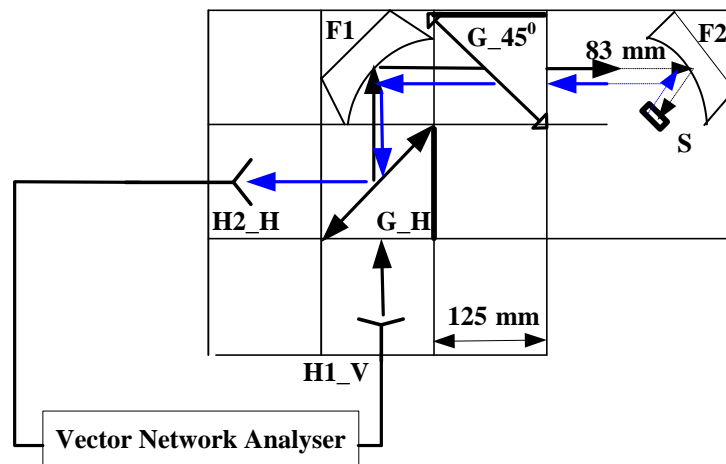 F1
G_45⁰
F2
83 mm
S
H2_H
G_H
125 mm
H1_V
Vector Network Analyser